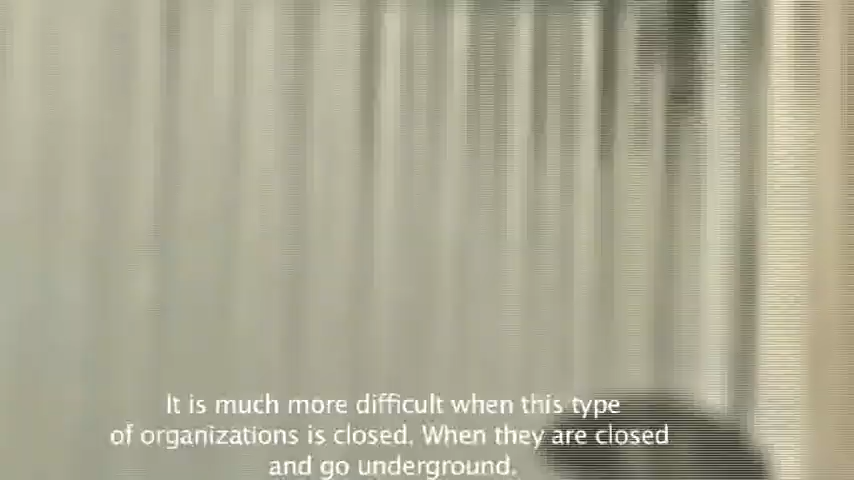 It is much more difficult when this type
of organizations is closed. When they are closed
and go underground.